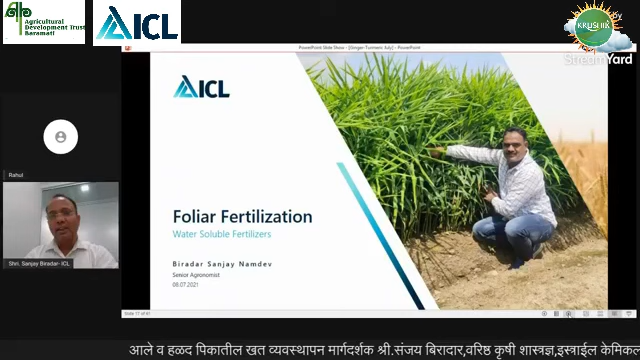 Agricultural
Development Trust
Baramati
ICL
KRUSHIK
StreamYard
PowerPoint Slide Show - [Ginger-Turmeric July] - PowerPoint
ICL
Foliar Fertilization
Water Soluble Fertilizers
Biradar Sanjay Namdev
Senior Agronomist
08.07.2021
Rahul
Shri. Sanjay Biradar- ICL
आले व हळद पिकातील खत व्यवस्थापन मार्गदर्शक श्री.संजय बिरादार,वरिष्ठ कृषी शास्त्रज्ञ,इस्त्राईल केमिकल